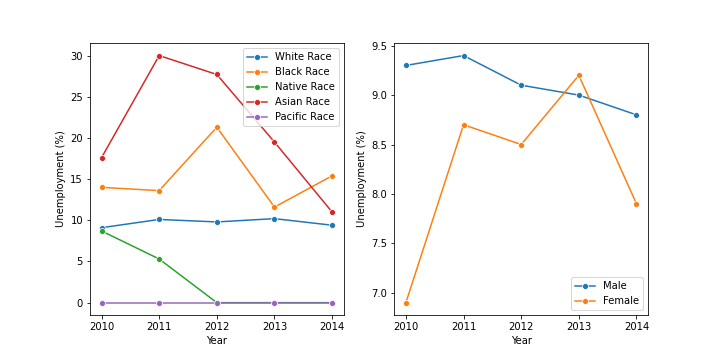 30
25
20
15
10
5
0
Unemployment (%)
2010 2011 2012 2013 2014
Year
White Race
Black Race
Native Race
Asian Race
Pacific Race
9.5
9.0
8.5
8.0
7.5
7.0
Unemployment (%)
2010 2011 2012 2013 2014
Year
Male
Female